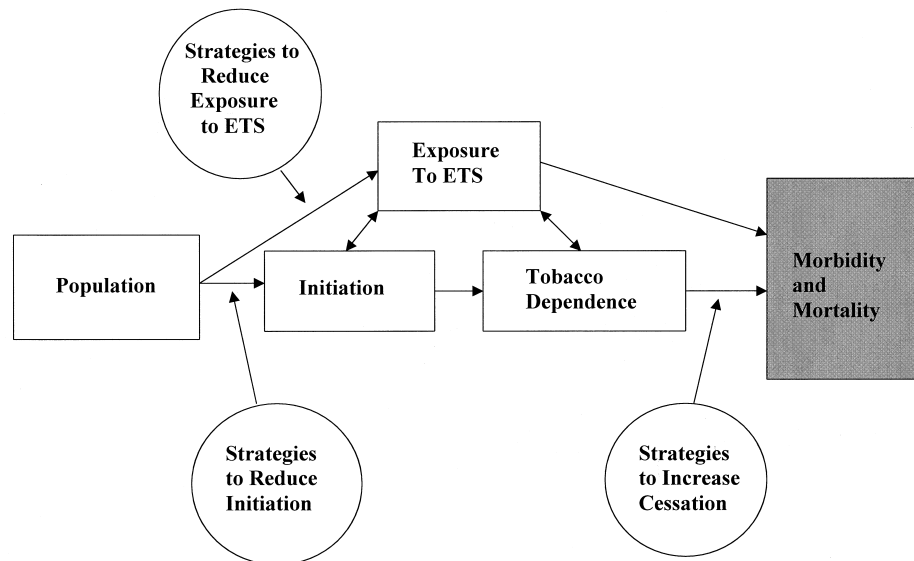 Strategies to
Reduce
Exposure
to ETS
Exposure
To ETS
Population
Initiation
Tobacco
Dependence
Morbidity
and
Mortality
Strategies
to Reduce
Initiation
Strategies
to Increase
Cessation